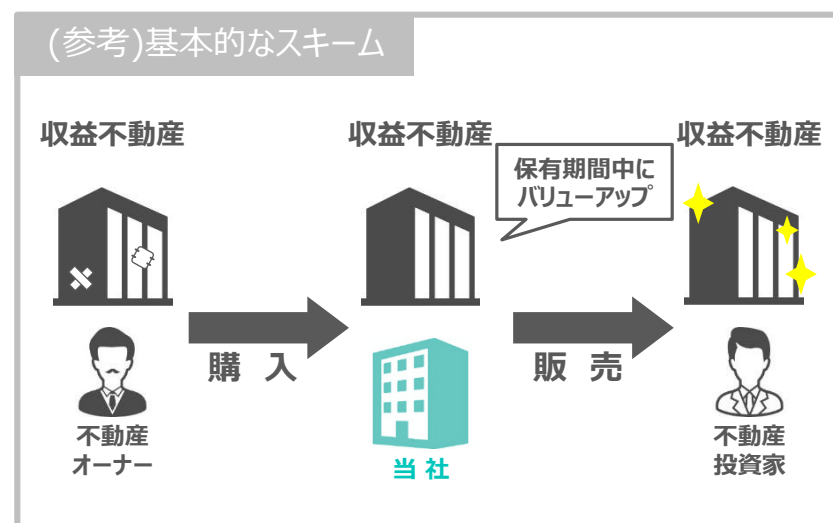 (参考)基本的なスキーム
収益不動産
収益不動産
収益不動産
保有期間中に
バリューアップ
購 入
販 売
不動産
オーナー
当 社
不動産
投資家